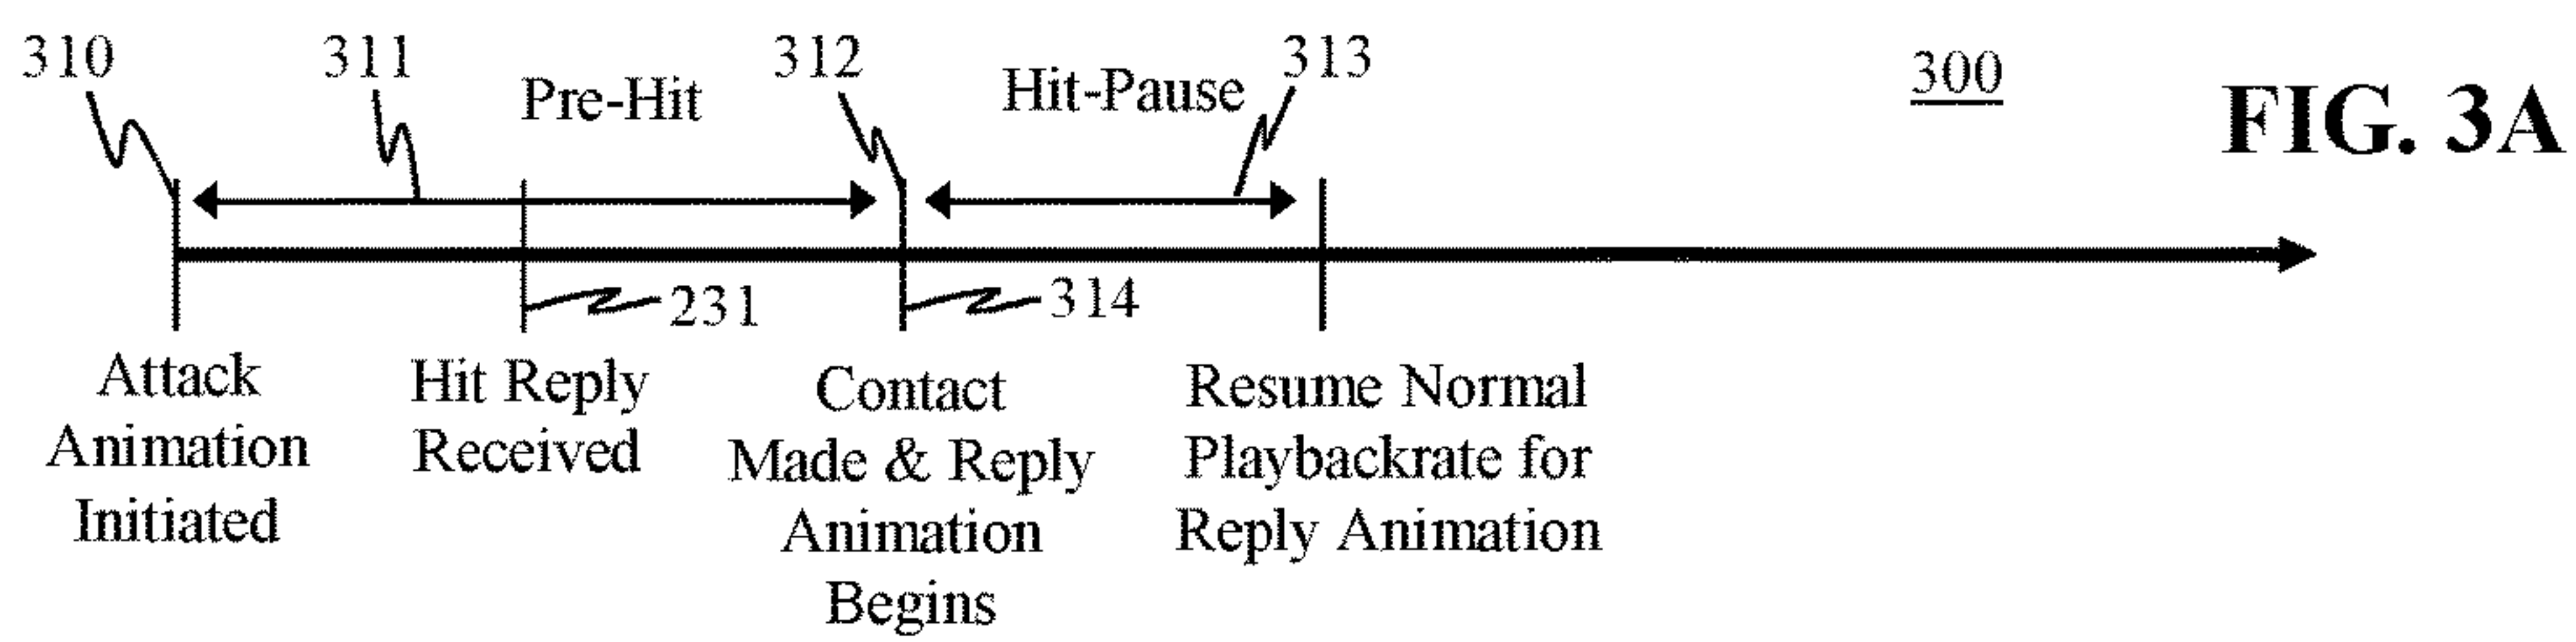 310
311
Pre-Hit
312
Hit-Pause
313
300
FIG. 3A
231
314
Attack
Animation
Initiated
Hit Reply
Received
Contact
Made & Reply
Animation
Begins
Resume Normal
Playbackrate for
Reply Animation